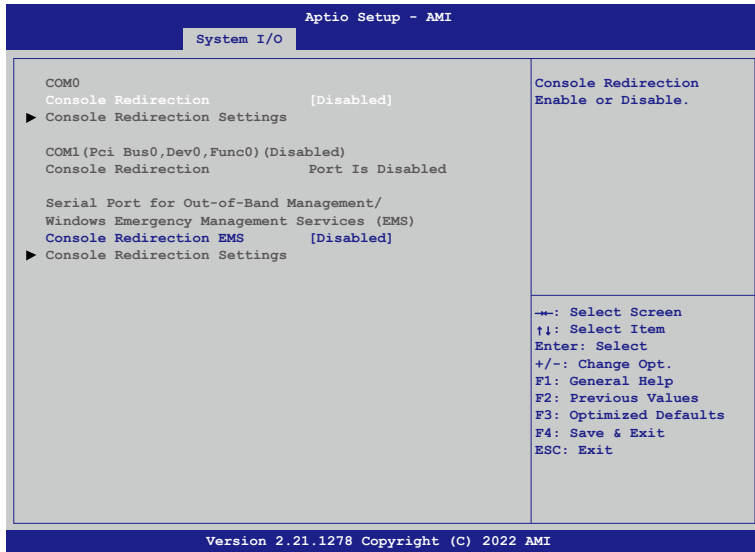 Aptio Setup - AMI
System I/O
COM0
Console Redirection [Disabled]
▶ Console Redirection Settings
COM1(Pci Bus0,Dev0,Func0)(Disabled)
Console Redirection Port Is Disabled
Serial Port for Out-of-Band Management/
Windows Emergency Management Services (EMS)
Console Redirection EMS [Disabled]
▶ Console Redirection Settings
Console Redirection
Enable or Disable.
→←: Select Screen
↑↓: Select Item
Enter: Select
+/-: Change Opt.
F1: General Help
F2: Previous Values
F3: Optimized Defaults
F4: Save & Exit
ESC: Exit
Version 2.21.1278 Copyright (C) 2022 AMI